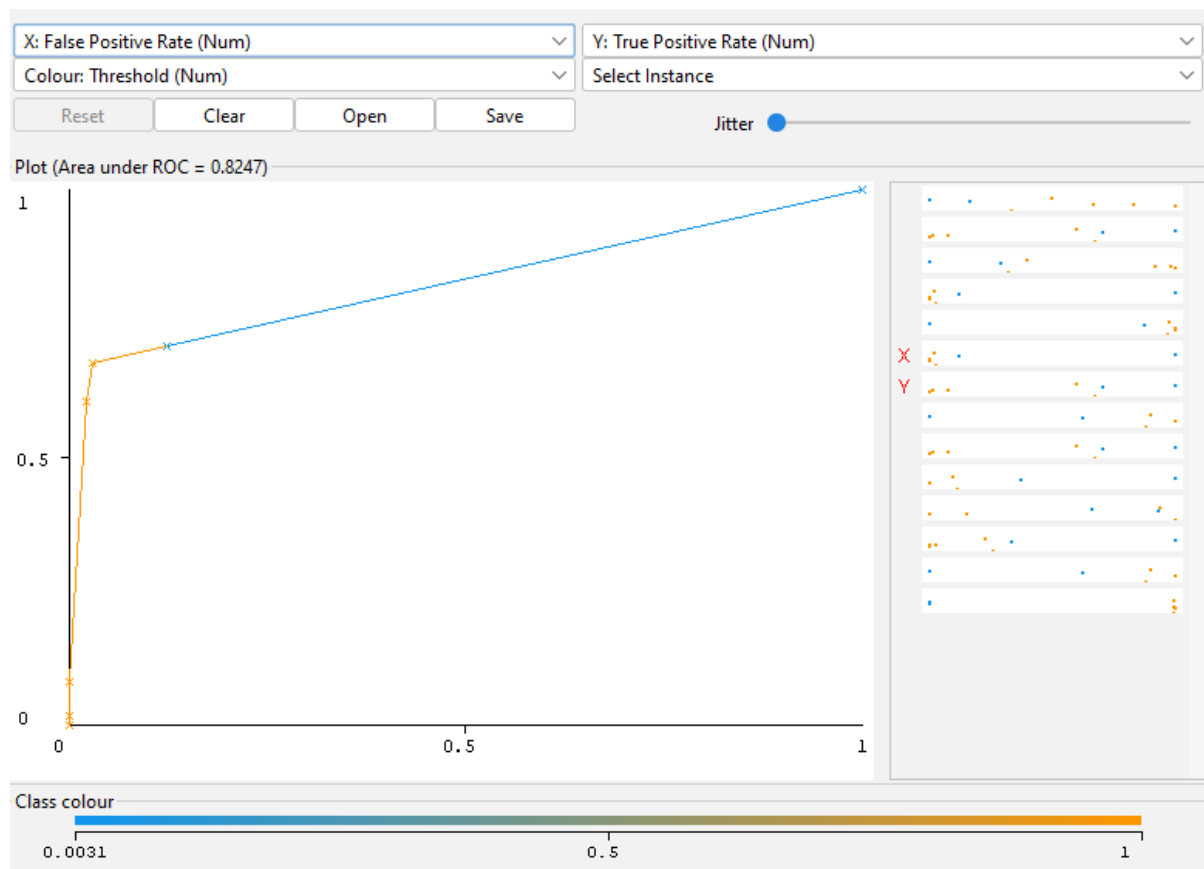 X: False Positive Rate (Num)
Y: True Positive Rate (Num)
Colour: Threshold (Num)
Select Instance
Reset
Clear
Open
Save
Jitter
Plot (Area under ROC = 0.8247)
1
0.5
0
0
0.5
1
X
Y
Class colour
0.0031
0.5
1